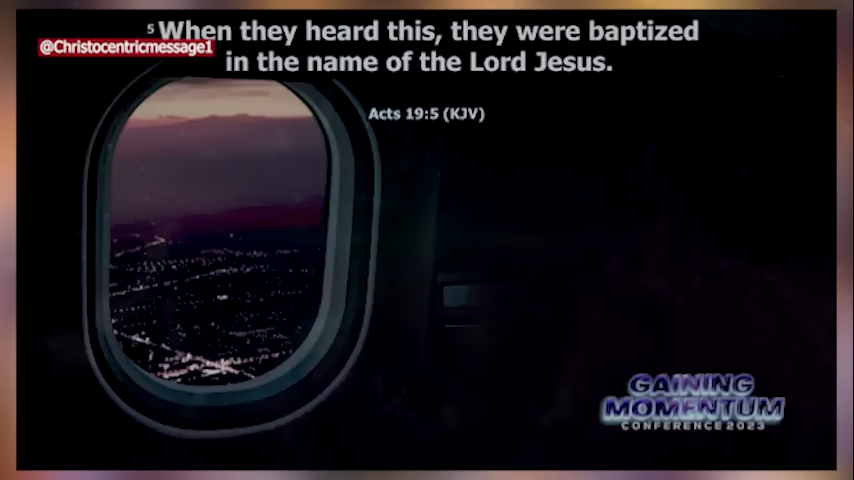 5 When they heard this, they were baptized
@Christocentricmessage1
in the name of the Lord Jesus.
Acts 19:5 (KJV)
GAINING
MOMENTUM
CONFERENCE 2023